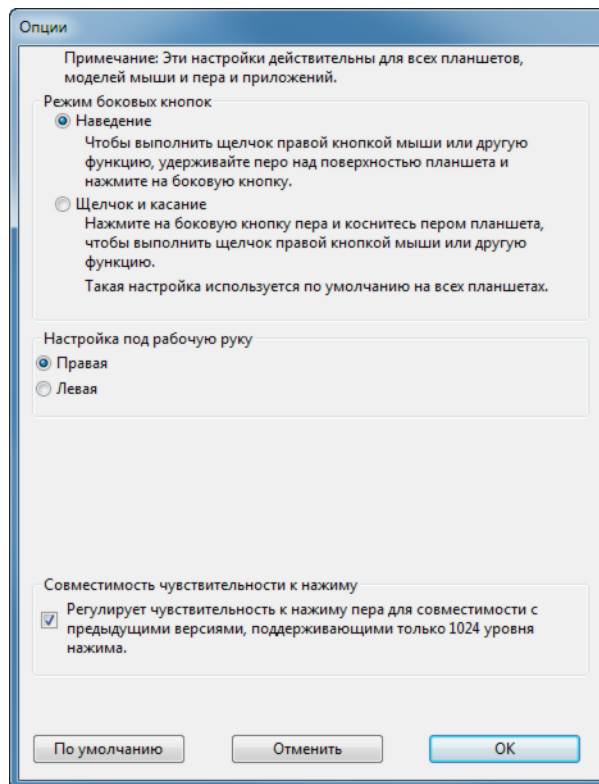 Опции
Примечание: Эти настройки действительны для всех планшетов,
моделей мыши и пера и приложений.
Режим боковых кнопок
Наведение
Чтобы выполнить щелчок правой кнопкой мыши или другую
функцию, удерживайте перо над поверхностью планшета и
нажмите на боковую кнопку.
Щелчок и касание
Нажмите на боковую кнопку пера и коснитесь пером планшета,
чтобы выполнить щелчок правой кнопкой мыши или другую
функцию.
Такая настройка используется по умолчанию на всех планшетах.
Настройка под рабочую руку
Правая
Левая
Совместимость чувствительности к нажиму
Регулирует чувствительность к нажиму пера для совместимости с
предыдущими версиями, поддерживающими только 1024 уровня
нажима.
По умолчанию
Отменить
OK